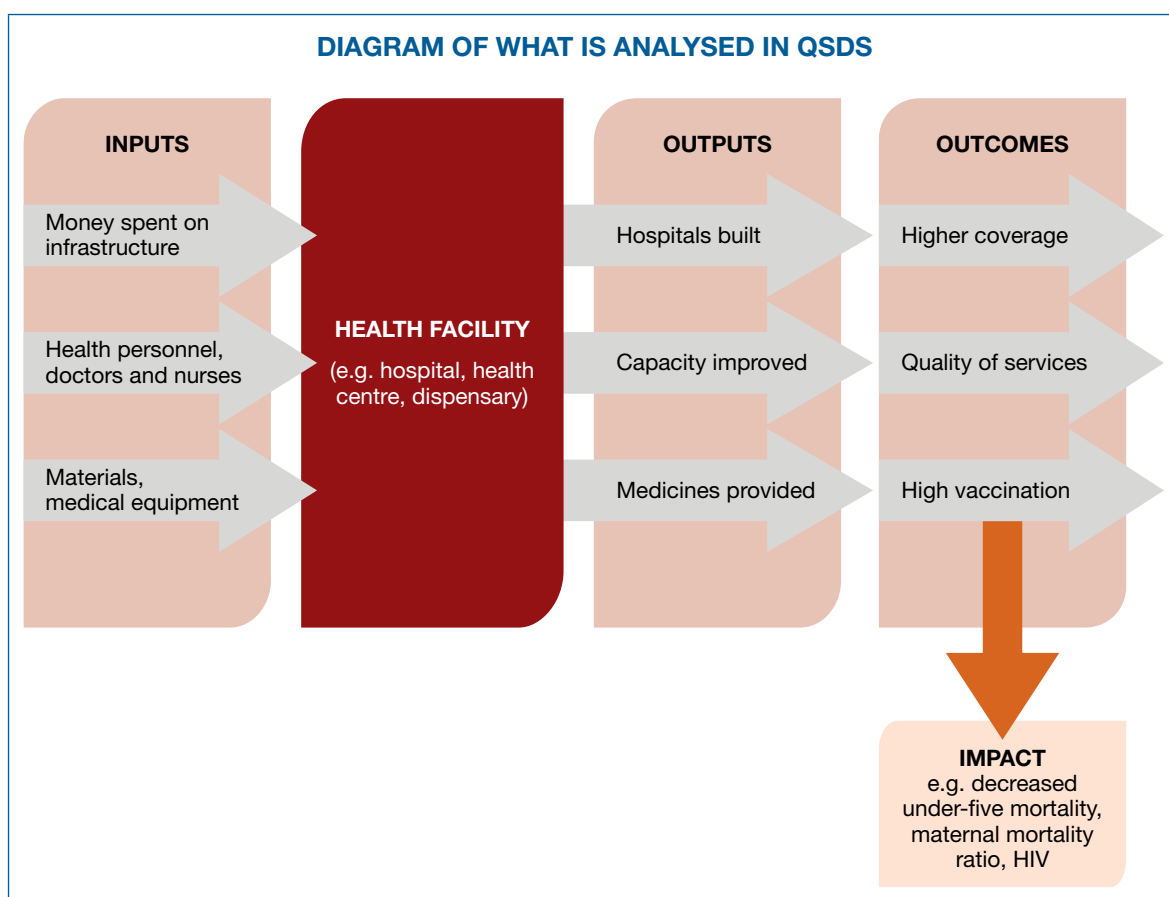 DIAGRAM OF WHAT IS ANALYSED IN QSDS
INPUTS
Money spent on
infrastructure
Health personnel,
doctors and nurses
Materials,
medical equipment
HEALTH FACILITY
(e.g. hospital, health
centre, dispensary)
OUTPUTS
Hospitals built
Capacity improved
Medicines provided
OUTCOMES
Higher coverage
Quality of services
High vaccination
IMPACT
e.g. decreased
under-five mortality,
maternal mortality
ratio, HIV